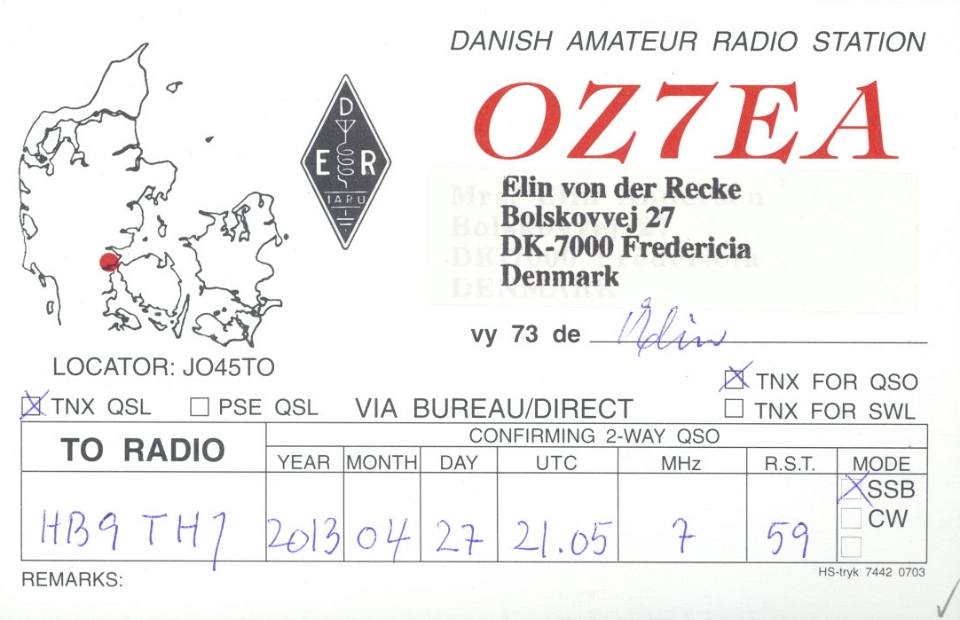 DANISH AMATEUR RADIO STATION
OZ7EA
D
E R
IARU
Elin von der Recke
Bolskovvej 27
DK-7000 Fredericia
Denmark
vy 73 de Elin
LOCATOR: JO45TO
TNX FOR QSO
TNX QSL PSE QSL VIA BUREAU/DIRECT TNX FOR SWL
TO RADIO CONFIRMING 2-WAY QSO
YEAR MONTH DAY UTC MHz R.S.T. MODE
HB9 2013 04 27 21.05 7 59 SSB
CW
REMARKS:
HS-tryk 7442 0703